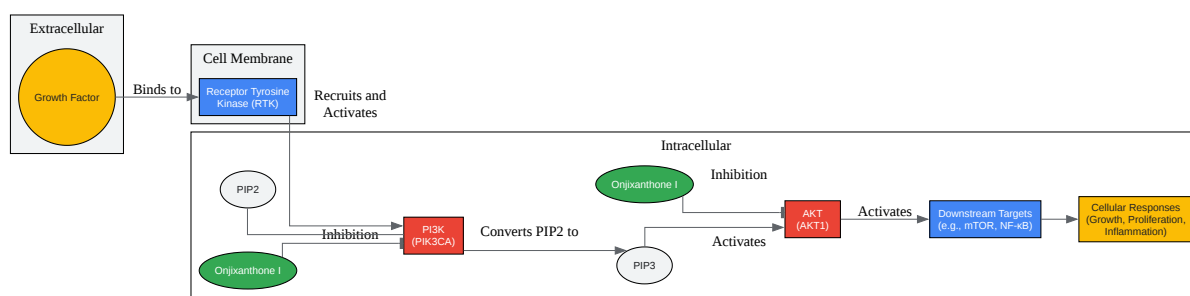 Extracellular
Growth Factor
Binds to
Cell Membrane
Receptor Tyrosine
Kinase (RTK)
Recruits and
Activates
Intracellular
PIP2
Inhibition
Onjixanthone I
PI3K
(PIK3CA)
Converts PIP2 to
PIP3
Onjixanthone I
Inhibition
Activates
AKT
(AKT1)
Activates
Downstream Targets
(e.g., mTOR, NF-κB)
Cellular Responses
(Growth, Proliferation,
Inflammation)